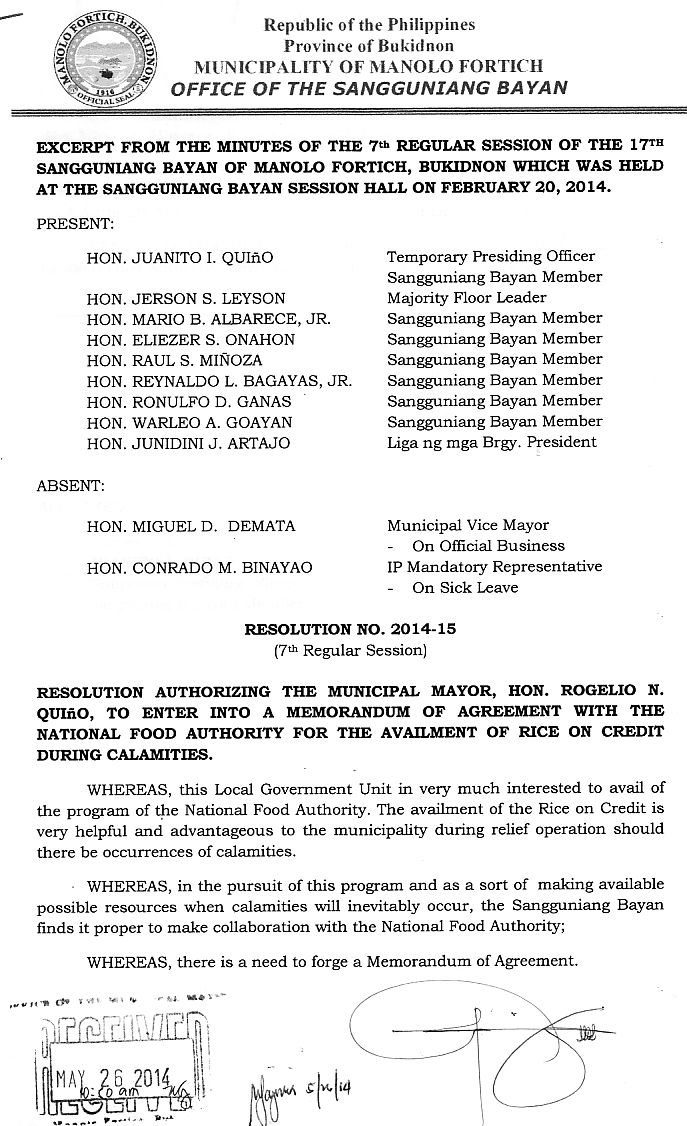 MANOLO FORTICH, BUKIDNON
1916
OFFICIAL SEAL
Republic of the Philippines
Province of Bukidnon
MUNICIPALITY OF MANOLO FORTICH
OFFICE OF THE SANGGUNIANG BAYAN
EXCERPT FROM THE MINUTES OF THE 7th REGULAR SESSION OF THE 17TH
SANGGUNIANG BAYAN OF MANOLO FORTICH, BUKIDNON WHICH WAS HELD
AT THE SANGGUNIANG BAYAN SESSION HALL ON FEBRUARY 20, 2014.
PRESENT:
HON. JUANITO I. QUIñO Temporary Presiding Officer
Sangguniang Bayan Member
HON. JERSON S. LEYSON Majority Floor Leader
HON. MARIO B. ALBARECE, JR. Sangguniang Bayan Member
HON. ELIEZER S. ONAHON Sangguniang Bayan Member
HON. RAUL S. MIÑOZA Sangguniang Bayan Member
HON. REYNALDO L. BAGAYAS, JR. Sangguniang Bayan Member
HON. RONULFO D. GANAS Sangguniang Bayan Member
HON. WARLEO A. GOAYAN Sangguniang Bayan Member
HON. JUNIDINI J. ARTAJO Liga ng mga Brgy. President
ABSENT:
HON. MIGUEL D. DEMATA Municipal Vice Mayor
- On Official Business
HON. CONRADO M. BINAYAO IP Mandatory Representative
- On Sick Leave
RESOLUTION NO. 2014-15
(7th Regular Session)
RESOLUTION AUTHORIZING THE MUNICIPAL MAYOR, HON. ROGELIO N.
QUIñO, TO ENTER INTO A MEMORANDUM OF AGREEMENT WITH THE
NATIONAL FOOD AUTHORITY FOR THE AVAILMENT OF RICE ON CREDIT
DURING CALAMITIES.
WHEREAS, this Local Government Unit in very much interested to avail of
the program of the National Food Authority. The availment of the Rice on Credit is
very helpful and advantageous to the municipality during relief operation should
there be occurrences of calamities.
WHEREAS, in the pursuit of this program and as a sort of making available
possible resources when calamities will inevitably occur, the Sangguniang Bayan
finds it proper to make collaboration with the National Food Authority;
WHEREAS, there is a need to forge a Memorandum of Agreement.
RECEIVED
MAY 26 2014